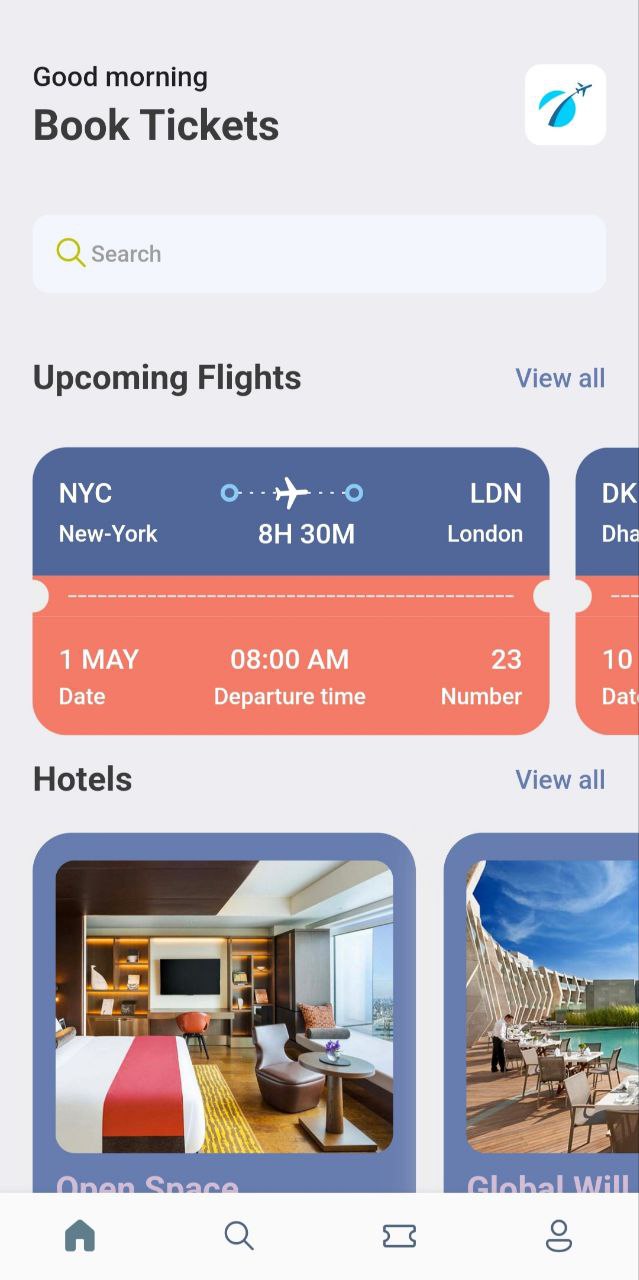 Good morning
Book Tickets
Search
Upcoming Flights View all
NYC LDN DK
New-York 8H 30M London Dha
1 MAY 08:00 AM 23 10
Date Departure time Number Dat
Hotels View all
Open Space Global Will